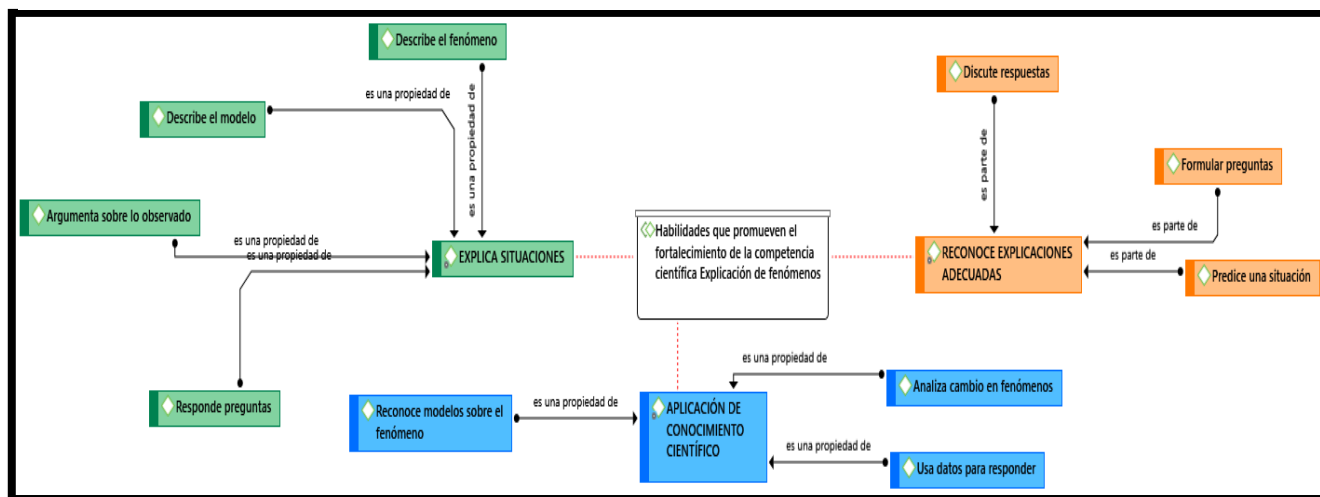 Describe el fenómeno
es una propiedad de
es una propiedad de
Describe el modelo
Argumenta sobre lo observado
es una propiedad de
es una propiedad de
EXPLICA SITUACIONES
Responde preguntas
Habilidades que promueven el
fortalecimiento de la competencia
científica Explicación de fenómenos
Discute respuestas
es parte de
Formular preguntas
es parte de
RECONOCE EXPLICACIONES
ADECUADAS
es parte de
Predice una situación
es una propiedad de
Analiza cambio en fenómenos
Reconoce modelos sobre el
fenómeno
es una propiedad de
APLICACIÓN DE
CONOCIMIENTO
CIENTÍFICO
es una propiedad de
Usa datos para responder